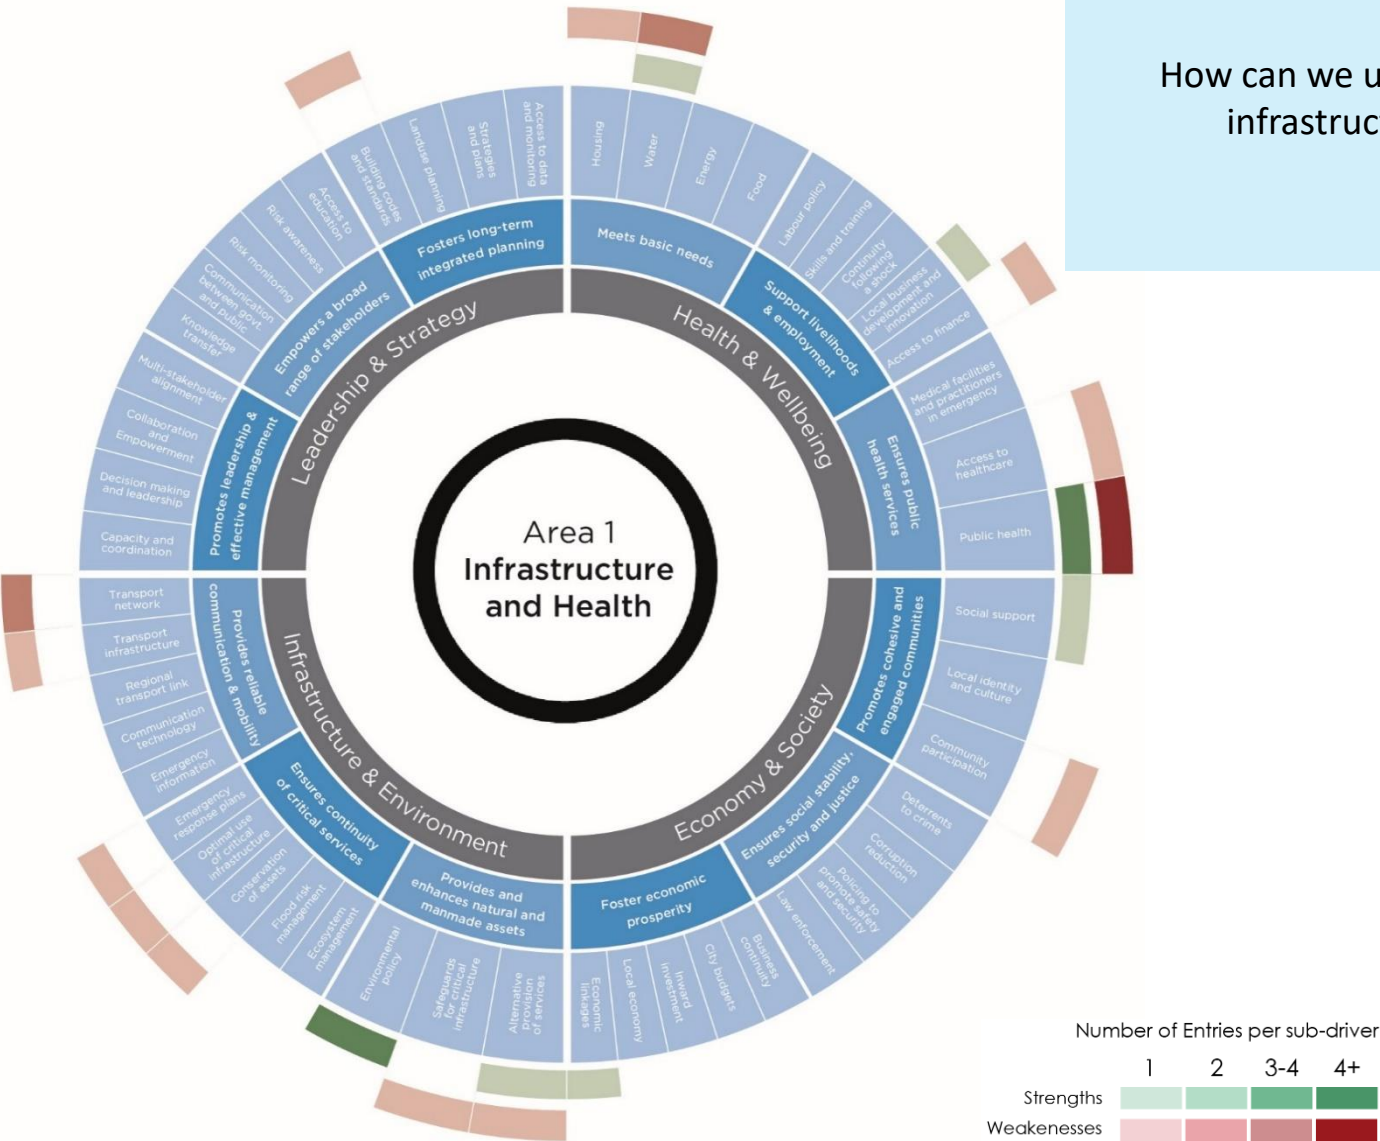 How can we u
infrastruc
Area 1
Infrastructure
and Health
Leadership & Strategy
Health & Wellbeing
Economy & Society
Infrastructure & Environment
Meets basic needs
Housing
Water
Energy
Food
Support livelihoods
& employment
Labour policy
Skills and training
Continuity
following
a shock
Local business
development and
innovation
Access to finance
Ensures public
health services
Medical facilities
and practitioners
in emergency
Access to
healthcare
Public health
Promotes cohesive and
engaged communities
Social support
Local identity
and culture
Community
participation
Ensures social stability,
security and justice
Deterrents
to crime
Corruption
reduction
Policing to
promote safety
and security
Law enforcement
Foster economic
prosperity
Business
continuity
City budgets
Inward
investment
Local economy
Economic
linkages
Provides and
enhances natural and
manmade assets
Alternative
provision
of services
Safeguards
for critical
infrastructure
Environmental
policy
Ensures continuity
of critical services
Ecosystem
management
Flood risk
management
Conservation
of assets
Optimal use
of critical
infrastructure
Emergency
response plans
Provides reliable
communication & mobility
Emergency
information
Communication
technology
Regional
transport link
Transport
infrastructure
Transport
network
Promotes leadership &
effective management
Capacity and
coordination
Decision making
and leadership
Collaboration
and
Empowerment
Multi-stakeholder
alignment
Empowers a broad
range of stakeholders
Knowledge
transfer
Communication
between govt.
and public
Risk monitoring
Risk awareness
Access to
education
Fosters long-term
integrated planning
Building codes
and standards
Landuse planning
Strategies
and plans
Access to data
and monitoring
Number of Entries per sub-driver
1 2 3-4 4+
Strengths
Weakenesses